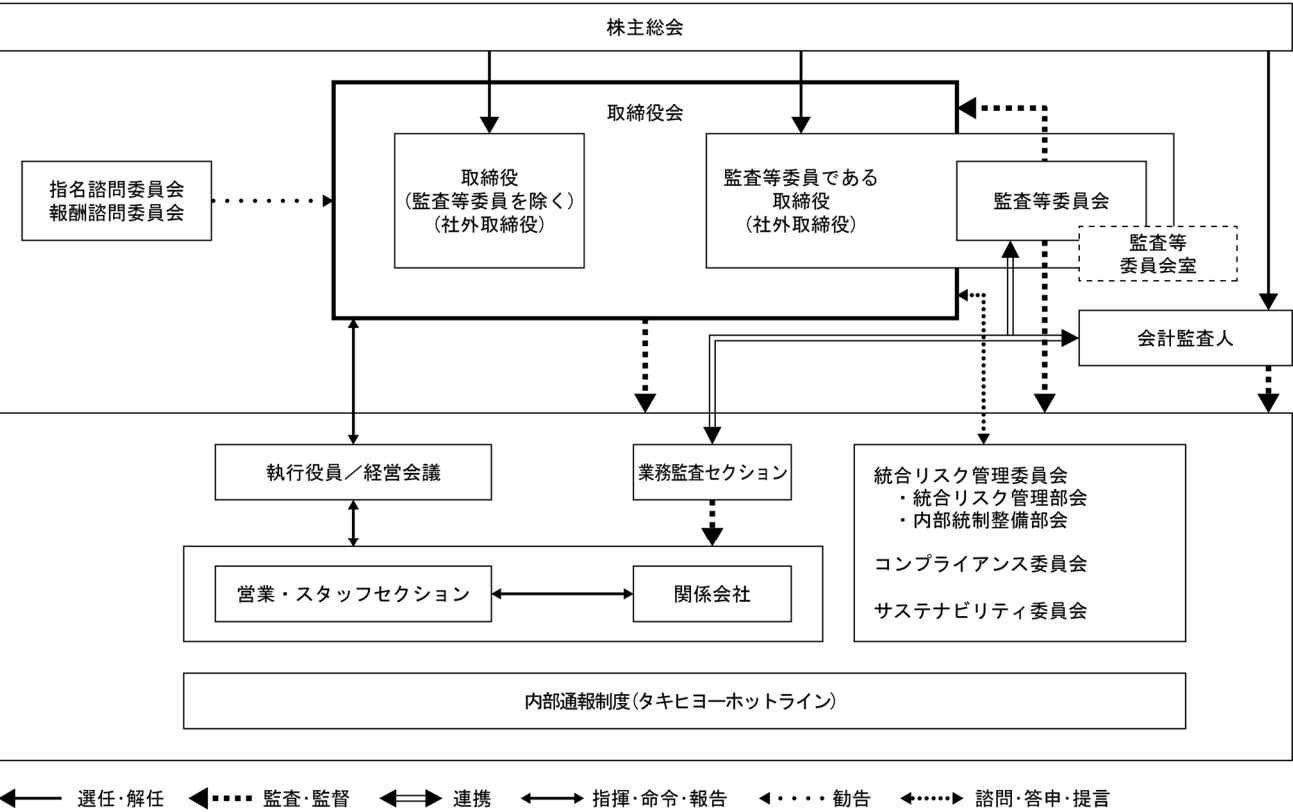 株主総会
取締役会
指名諮問委員会
報酬諮問委員会
取締役
(監査等委員を除く)
(社外取締役)
監査等委員である
取締役
(社外取締役)
監査等委員会
監査等
委員会室
会計監査人
執行役員／経営会議
業務監査セクション
統合リスク管理委員会
・統合リスク管理部会
・内部統制整備部会
コンプライアンス委員会
サステナビリティ委員会
営業・スタッフセクション
関係会社
内部通報制度(タキヒヨーホットライン)
選任・解任 監査・監督 連携 指揮・命令・報告 勧告 諮問・答申・提言